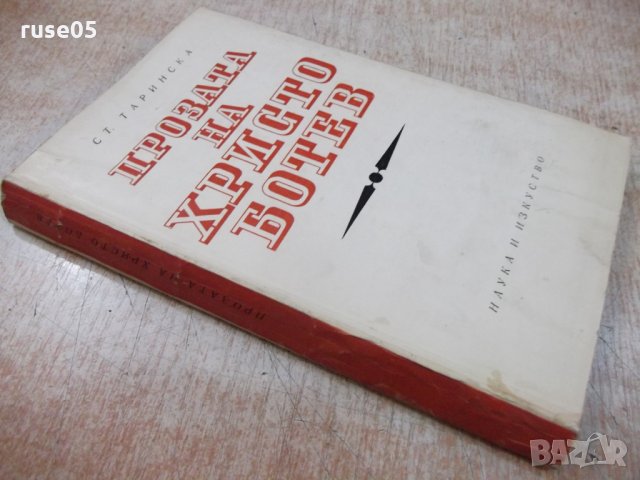 ruse05
СТ. ТАРИНСКА
ПРОЗАТА
НА
ХРИСТО
БОТЕВ
НАУКА И ИЗКУСТВО
ПРОЗАТА НА ХРИСТО БОТЕВ
BAZAR